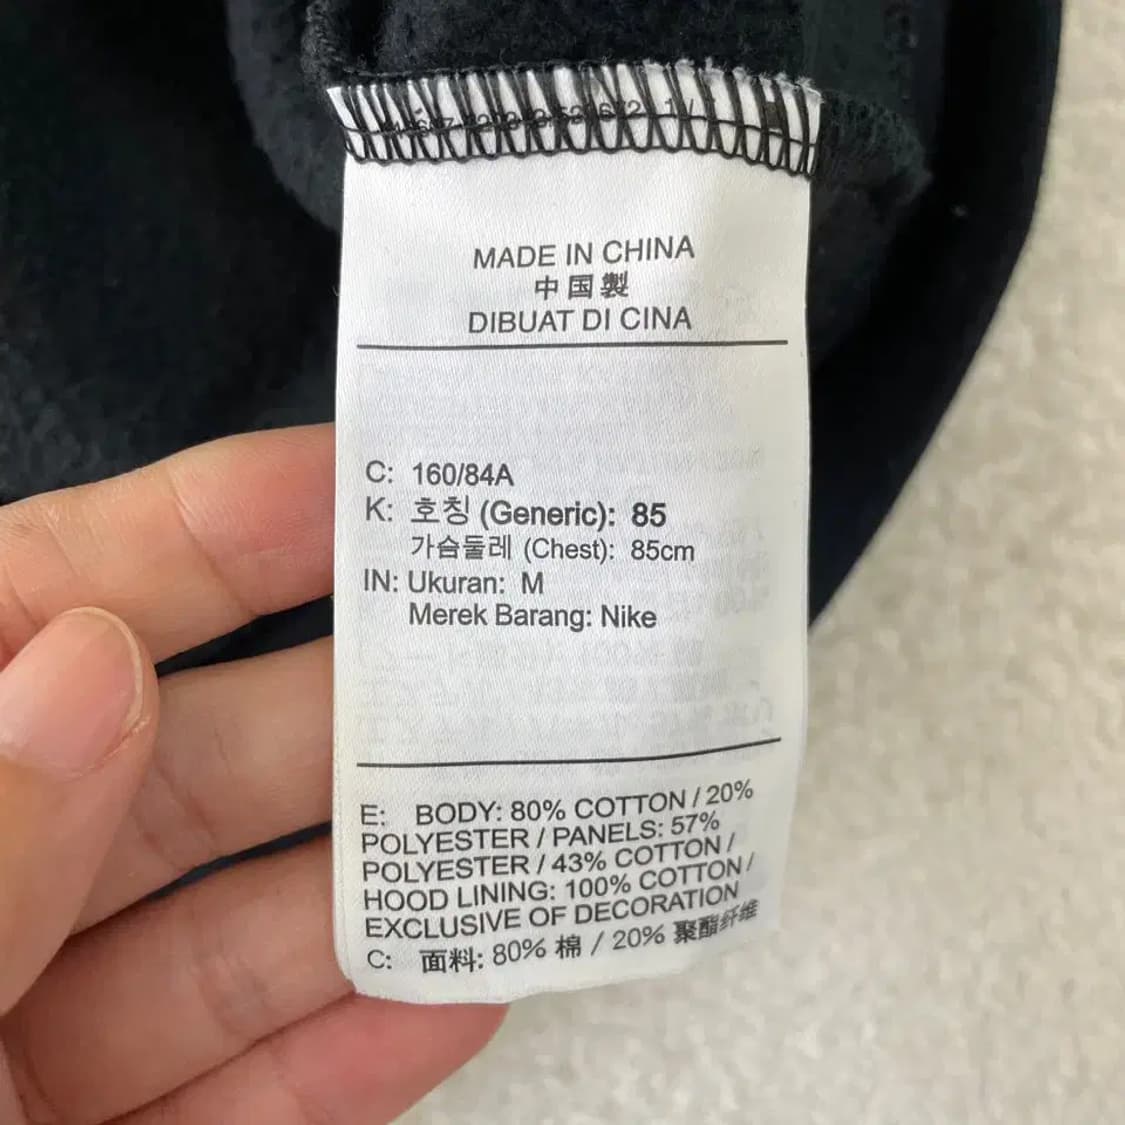 MADE IN CHINA
中国製
DIBUAT DI CINA
C: 160/84A
K: 호칭 (Generic): 85
가슴둘레 (Chest): 85cm
IN: Ukuran: M
Merek Barang: Nike
E: BODY: 80% COTTON / 20%
POLYESTER / PANELS: 57%
POLYESTER / 43% COTTON /
HOOD LINING: 100% COTTON /
EXCLUSIVE OF DECORATION
C: 面料: 80% 棉 / 20% 聚酯纤维